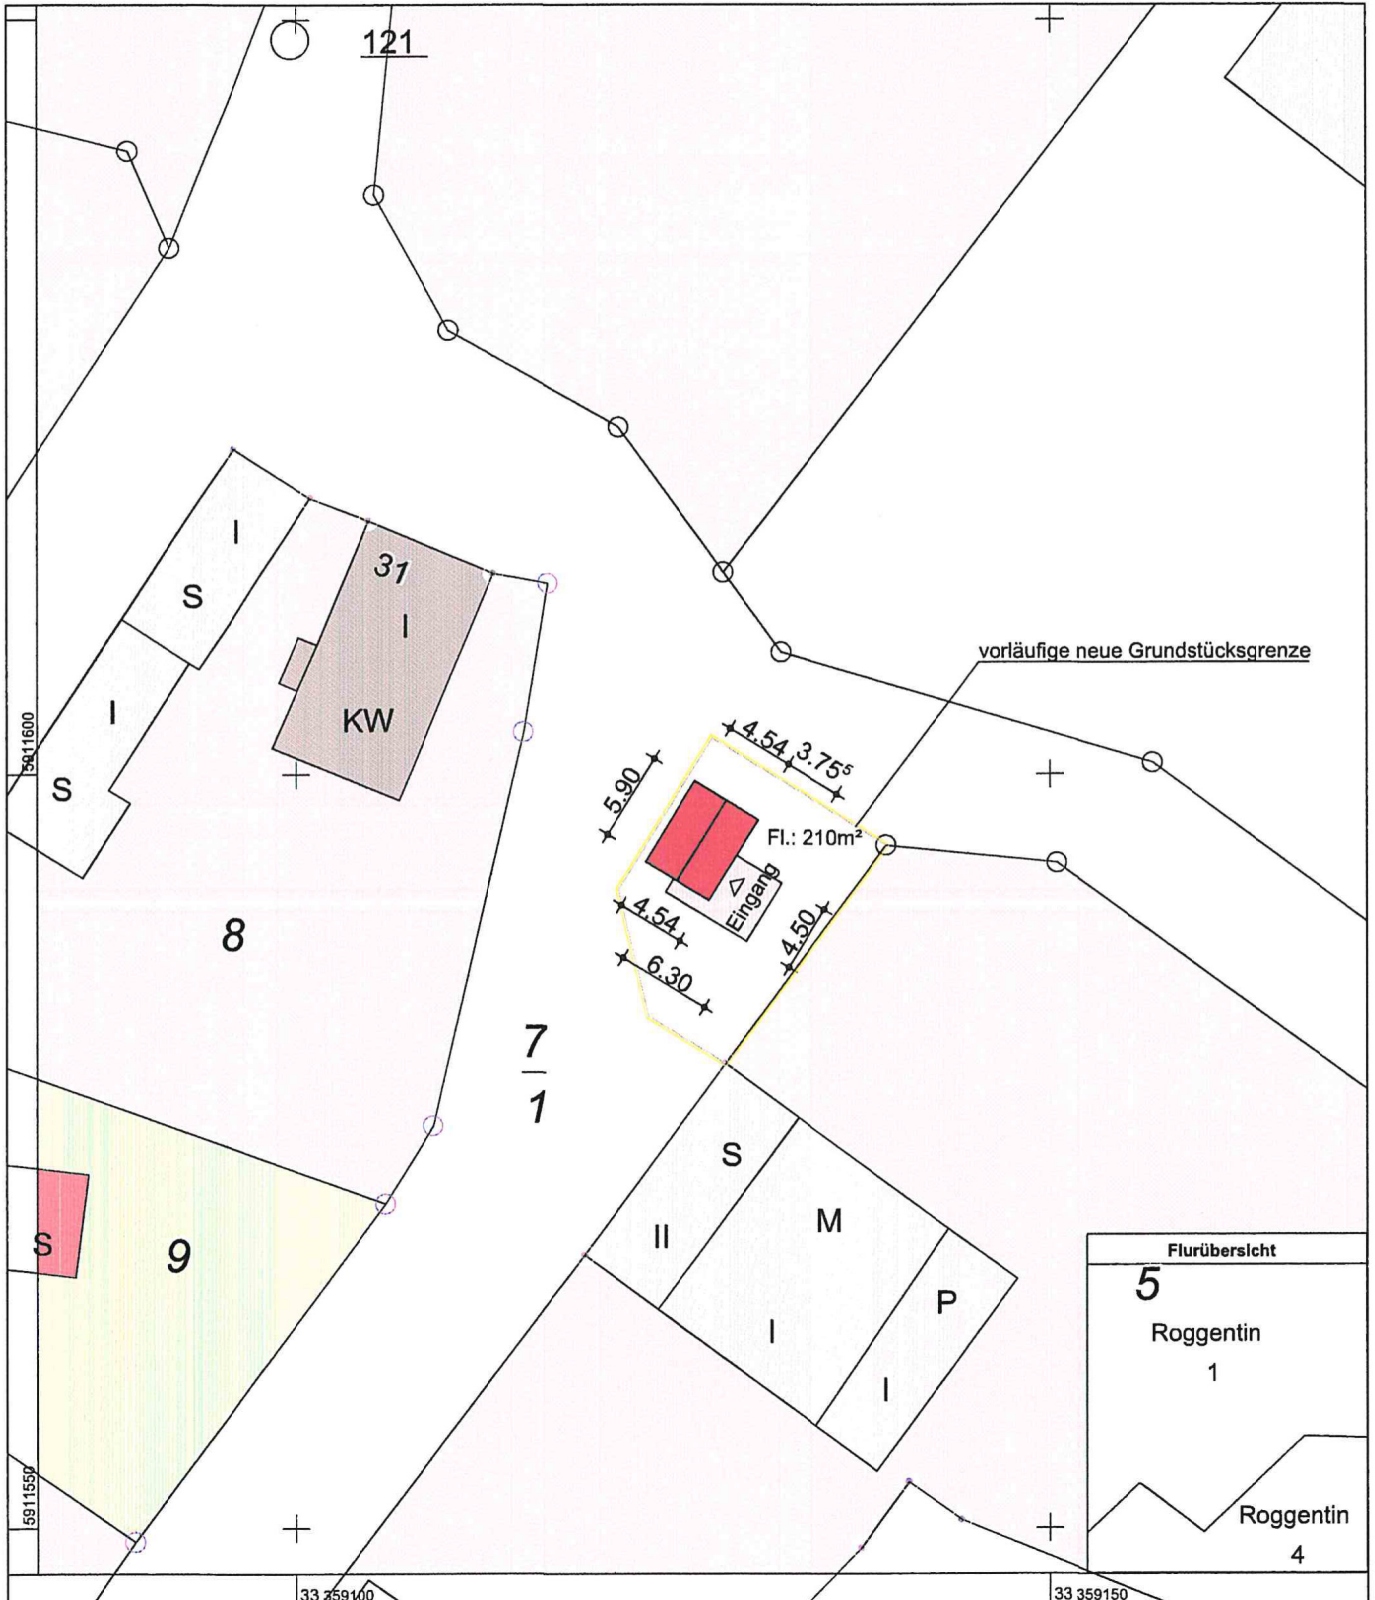 121
31
I
I
S
KW
I
S
5911600
vorläufige neue Grundstücksgrenze
4.54
3.75⁵
5.90
Fl.: 210m²
Eingang
4.54
4.50
6.30
8
7
1
S
9
S
II
M
I
P
I
Flurübersicht
5
Roggentin
1
Roggentin
4
5911550
33 359100
33 359150